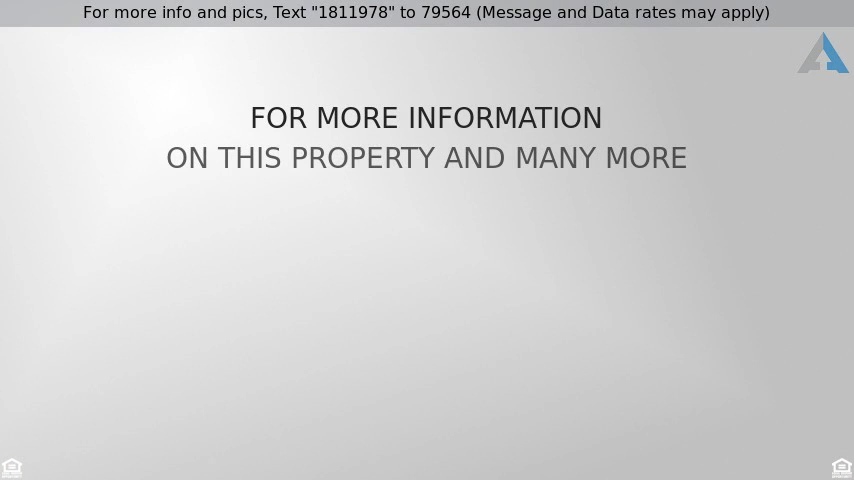 For more info and pics, Text "1811978" to 79564 (Message and Data rates may apply)
FOR MORE INFORMATION
ON THIS PROPERTY AND MANY MORE